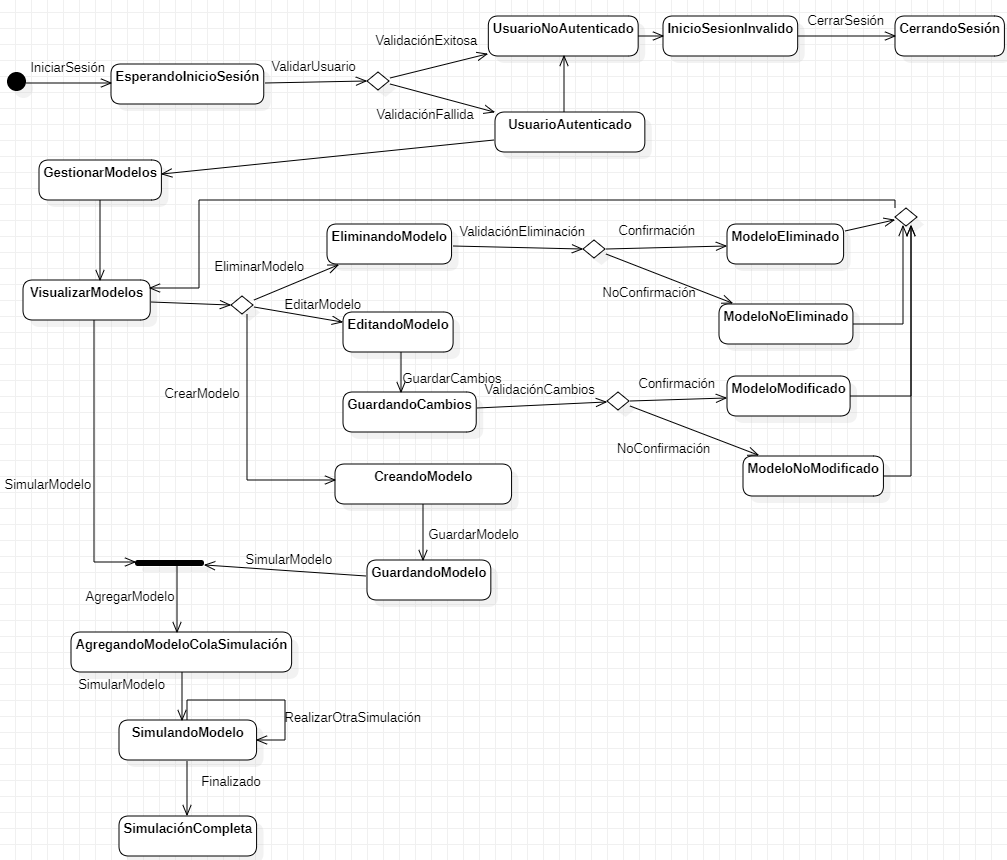 UsuarioNoAutenticado
InicioSesionInvalido
CerrarSesión
CerrandoSesión
ValidaciónExitosa
IniciarSesión
EsperandoInicioSesión
ValidarUsuario
ValidaciónFallida
UsuarioAutenticado
GestionarModelos
EliminandoModelo
ValidaciónEliminación
Confirmación
ModeloEliminado
EliminarModelo
VisualizarModelos
NoConfirmación
EditarModelo
ModeloNoEliminado
EditandoModelo
GuardarCambios
ValidaciónCambios
Confirmación
ModeloModificado
CrearModelo
GuardandoCambios
NoConfirmación
ModeloNoModificado
CreandoModelo
SimularModelo
GuardarModelo
SimularModelo
GuardandoModelo
AgregarModelo
AgregandoModeloColaSimulación
SimularModelo
RealizarOtraSimulación
SimulandoModelo
Finalizado
SimulaciónCompleta